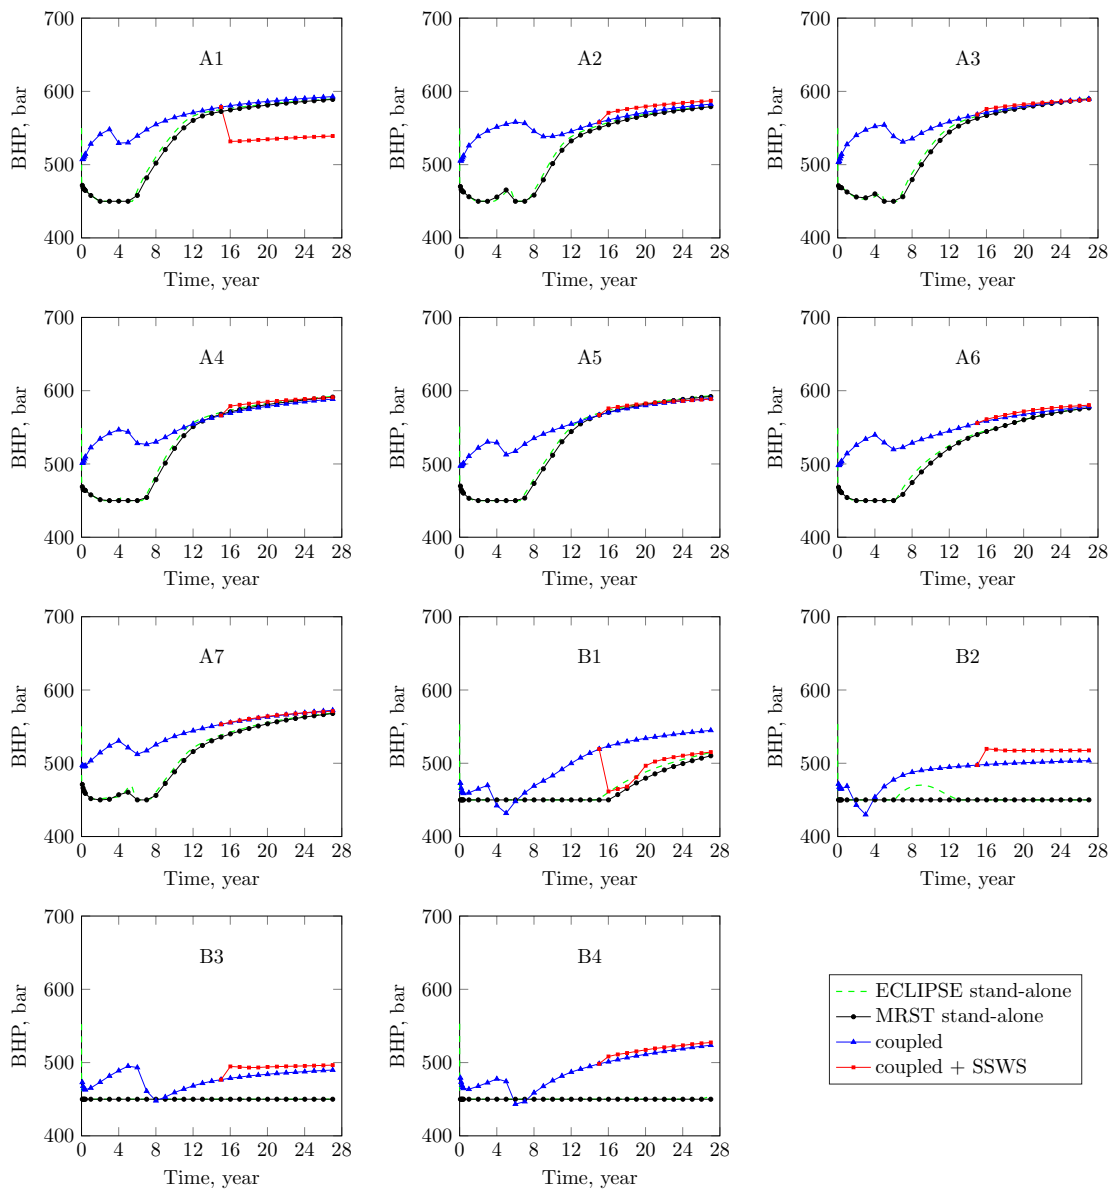 700
600
500
400
BHP, bar
A1
0 4 8 12 16 20 24 28
Time, year
700
600
500
400
BHP, bar
A2
0 4 8 12 16 20 24 28
Time, year
700
600
500
400
BHP, bar
A3
0 4 8 12 16 20 24 28
Time, year
700
600
500
400
BHP, bar
A4
0 4 8 12 16 20 24 28
Time, year
700
600
500
400
BHP, bar
A5
0 4 8 12 16 20 24 28
Time, year
700
600
500
400
BHP, bar
A6
0 4 8 12 16 20 24 28
Time, year
700
600
500
400
BHP, bar
A7
0 4 8 12 16 20 24 28
Time, year
700
600
500
400
BHP, bar
B1
0 4 8 12 16 20 24 28
Time, year
700
600
500
400
BHP, bar
B2
0 4 8 12 16 20 24 28
Time, year
700
600
500
400
BHP, bar
B3
0 4 8 12 16 20 24 28
Time, year
700
600
500
400
BHP, bar
B4
0 4 8 12 16 20 24 28
Time, year
ECLIPSE stand-alone
MRST stand-alone
coupled
coupled + SSWS